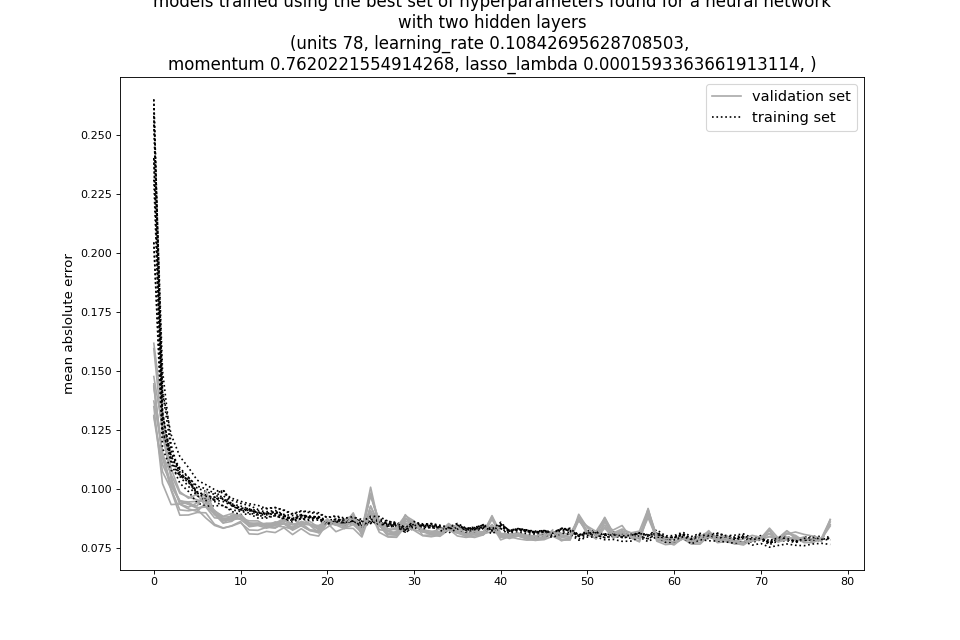 models trained using the best set of hyperparameters found for a neural network
with two hidden layers
(units 78, learning_rate 0.10842695628708503,
momentum 0.7620221554914268, lasso_lambda 0.0001593363661913114, )
validation set
training set
0.250
0.225
0.200
0.175
0.150
0.125
0.100
0.075
mean abslolute error
0 10 20 30 40 50 60 70 80